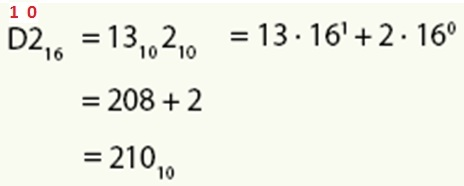 1 0
D2₁₆ = 13₁₀2₁₀ = 13 · 16¹ + 2 · 16⁰
= 208 + 2
= 210₁₀